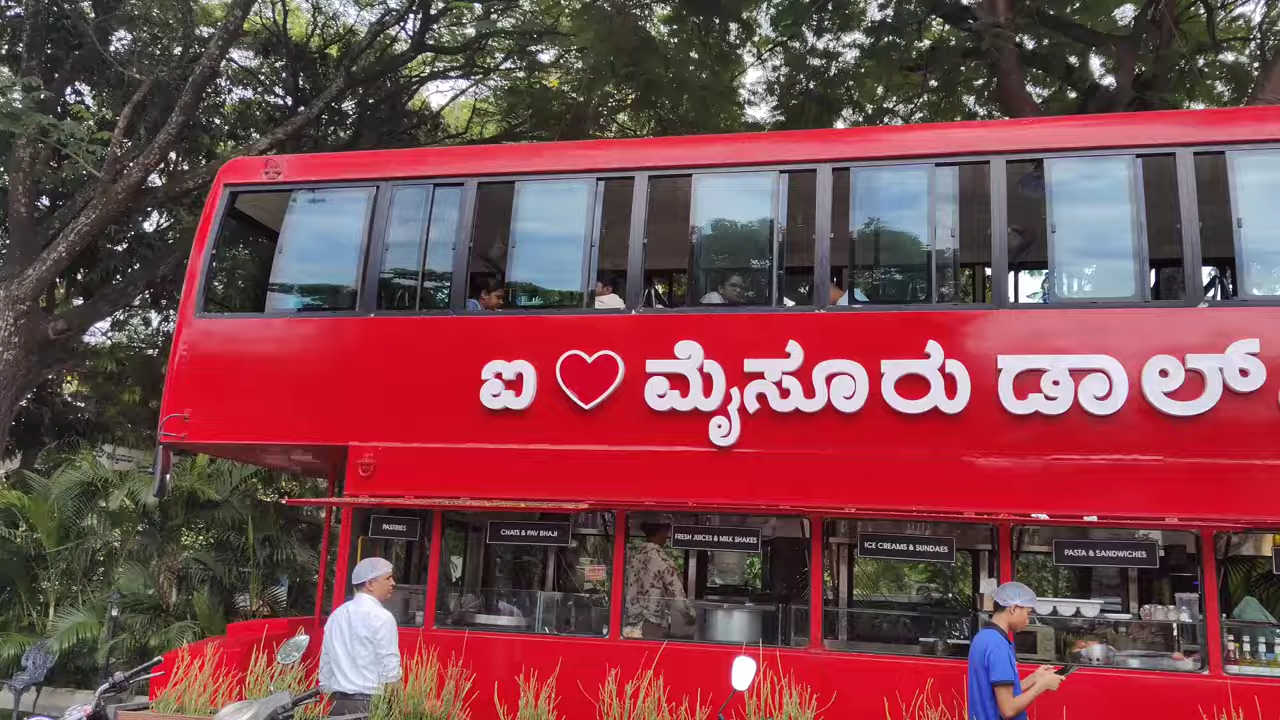 ಐ ಮೈಸೂರು ಡಾಲ್
PASTRIES
CHATS & PAV BHAJI
FRESH JUICES & MILK SHAKES
ICE CREAMS & SUNDAES
PASTA & SANDWICHES